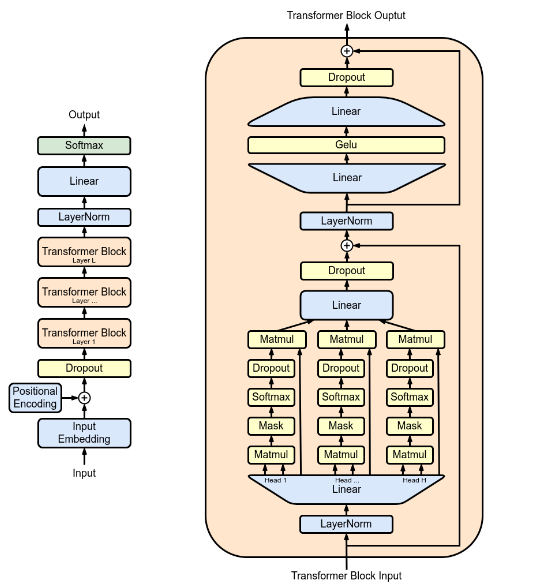 Output
Softmax
Linear
LayerNorm
Transformer Block
Layer L
Transformer Block
Layer ...
Transformer Block
Layer 1
Dropout
Positional
Encoding
Input
Embedding
Input
Transformer Block Ouptut
Dropout
Linear
Gelu
Linear
LayerNorm
Dropout
Linear
Matmul Matmul Matmul
Dropout Dropout Dropout
Softmax Softmax Softmax
Mask Mask Mask
Matmul Matmul Matmul
Head 1 Head ... Head H
Linear
LayerNorm
Transformer Block Input